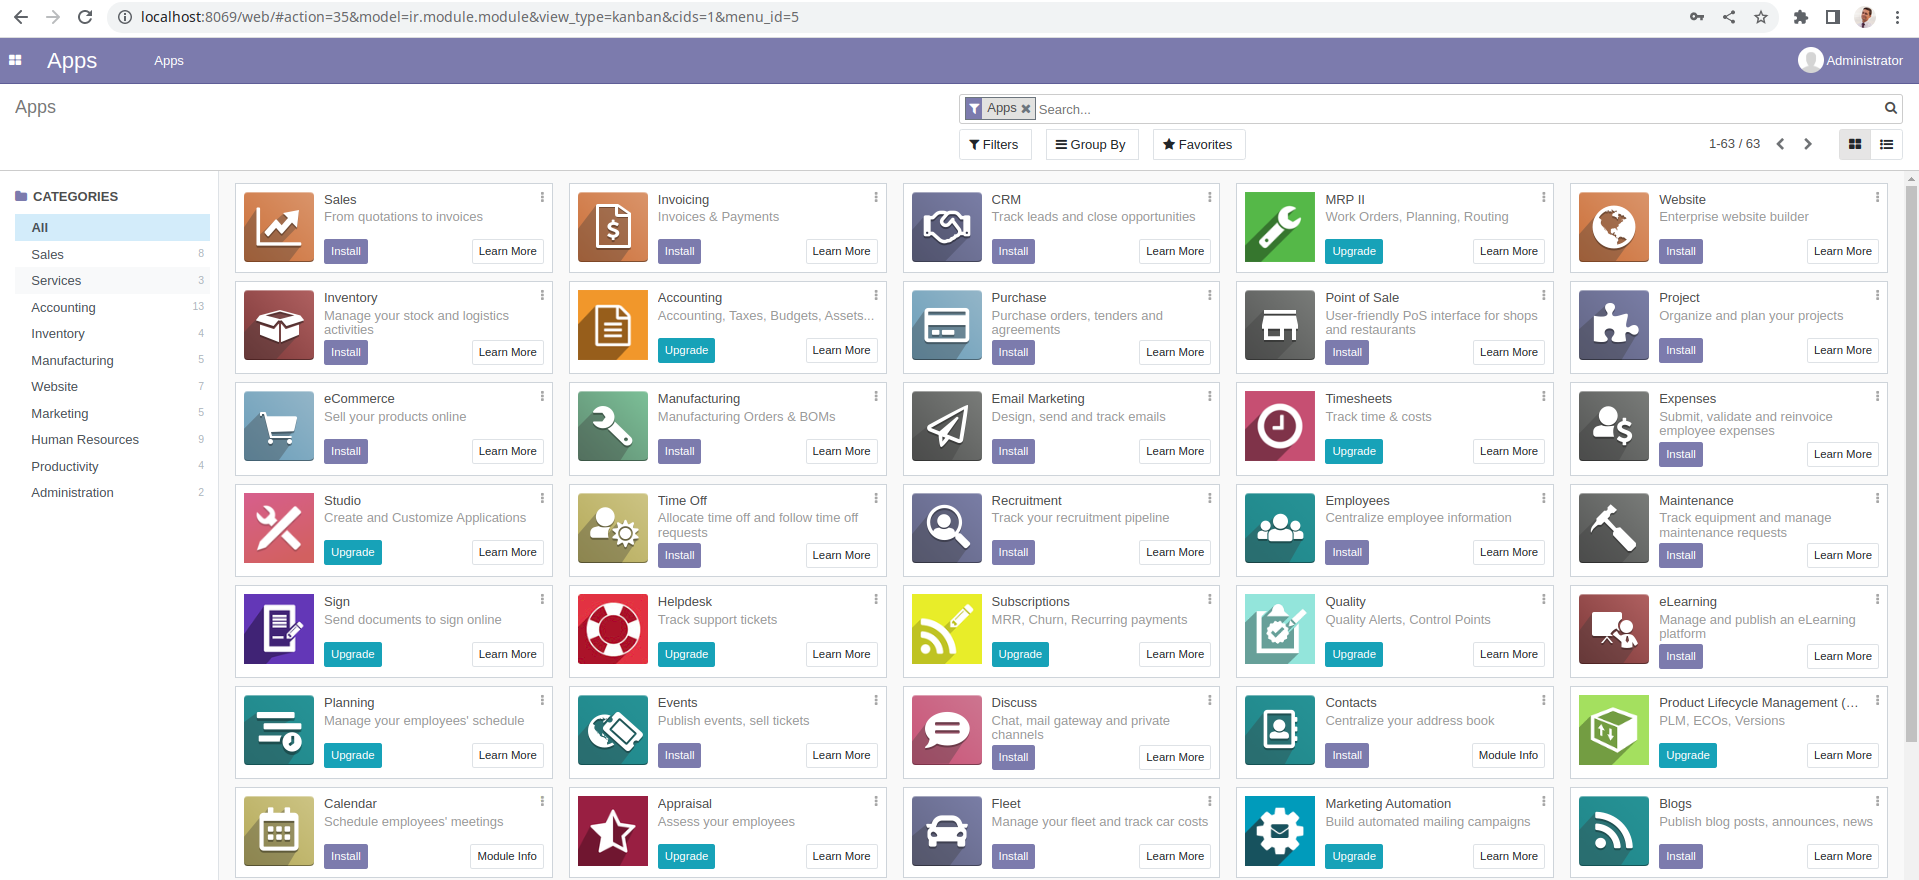 localhost:8069/web/#action=35&model=ir.module.module&view_type=kanban&cids=1&menu_id=5
Apps
Apps
Administrator
Apps
Apps
Search...
Filters
Group By
Favorites
1-63 / 63
CATEGORIES
All
Sales 8
Services 3
Accounting 13
Inventory 4
Manufacturing 5
Website 7
Marketing 5
Human Resources 9
Productivity 4
Administration 2
Sales
From quotations to invoices
Install Learn More
Invoicing
Invoices & Payments
Install Learn More
CRM
Track leads and close opportunities
Install Learn More
MRP II
Work Orders, Planning, Routing
Upgrade Learn More
Website
Enterprise website builder
Install Learn More
Inventory
Manage your stock and logistics
activities
Install Learn More
Accounting
Accounting, Taxes, Budgets, Assets...
Upgrade Learn More
Purchase
Purchase orders, tenders and
agreements
Install Learn More
Point of Sale
User-friendly PoS interface for shops
and restaurants
Install Learn More
Project
Organize and plan your projects
Install Learn More
eCommerce
Sell your products online
Install Learn More
Manufacturing
Manufacturing Orders & BOMs
Install Learn More
Email Marketing
Design, send and track emails
Install Learn More
Timesheets
Track time & costs
Upgrade Learn More
Expenses
Submit, validate and reinvoice
employee expenses
Install Learn More
Studio
Create and Customize Applications
Upgrade Learn More
Time Off
Allocate time off and follow time off
requests
Install Learn More
Recruitment
Track your recruitment pipeline
Install Learn More
Employees
Centralize employee information
Install Learn More
Maintenance
Track equipment and manage
maintenance requests
Install Learn More
Sign
Send documents to sign online
Upgrade Learn More
Helpdesk
Track support tickets
Upgrade Learn More
Subscriptions
MRR, Churn, Recurring payments
Upgrade Learn More
Quality
Quality Alerts, Control Points
Upgrade Learn More
eLearning
Manage and publish an eLearning
platform
Install Learn More
Planning
Manage your employees' schedule
Upgrade Learn More
Events
Publish events, sell tickets
Install Learn More
Discuss
Chat, mail gateway and private
channels
Install Learn More
Contacts
Centralize your address book
Install Module Info
Product Lifecycle Management (...
PLM, ECOs, Versions
Upgrade Learn More
Calendar
Schedule employees' meetings
Install Module Info
Appraisal
Assess your employees
Upgrade Learn More
Fleet
Manage your fleet and track car costs
Install Learn More
Marketing Automation
Build automated mailing campaigns
Upgrade Learn More
Blogs
Publish blog posts, announces, news
Install Learn More